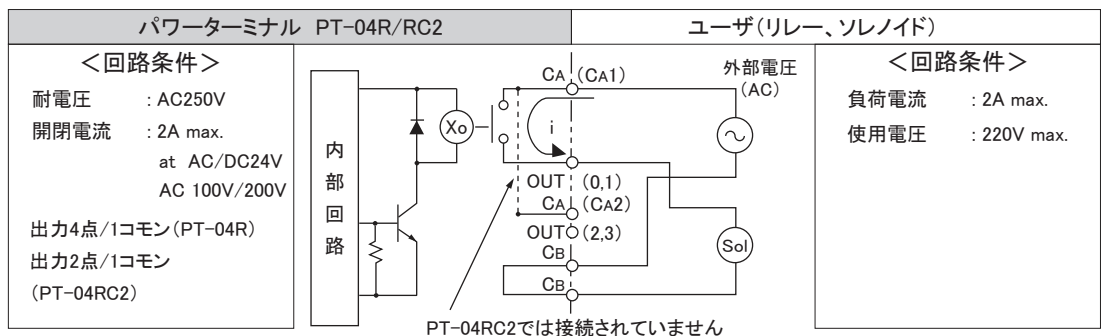 パワーターミナル PT-04R/RC2
ユーザ(リレー、ソレノイド)
＜回路条件＞
耐電圧 : AC250V
開閉電流 : 2A max.
at AC/DC24V
AC 100V/200V
出力4点/1コモン(PT-04R)
出力2点/1コモン
(PT-04RC2)
内部回路
Xo
CA (CA1)
i
OUT (0,1)
CA (CA2)
OUT (2,3)
CB
CB
外部電圧
(AC)
Sol
PT-04RC2では接続されていません
＜回路条件＞
負荷電流 : 2A max.
使用電圧 : 220V max.